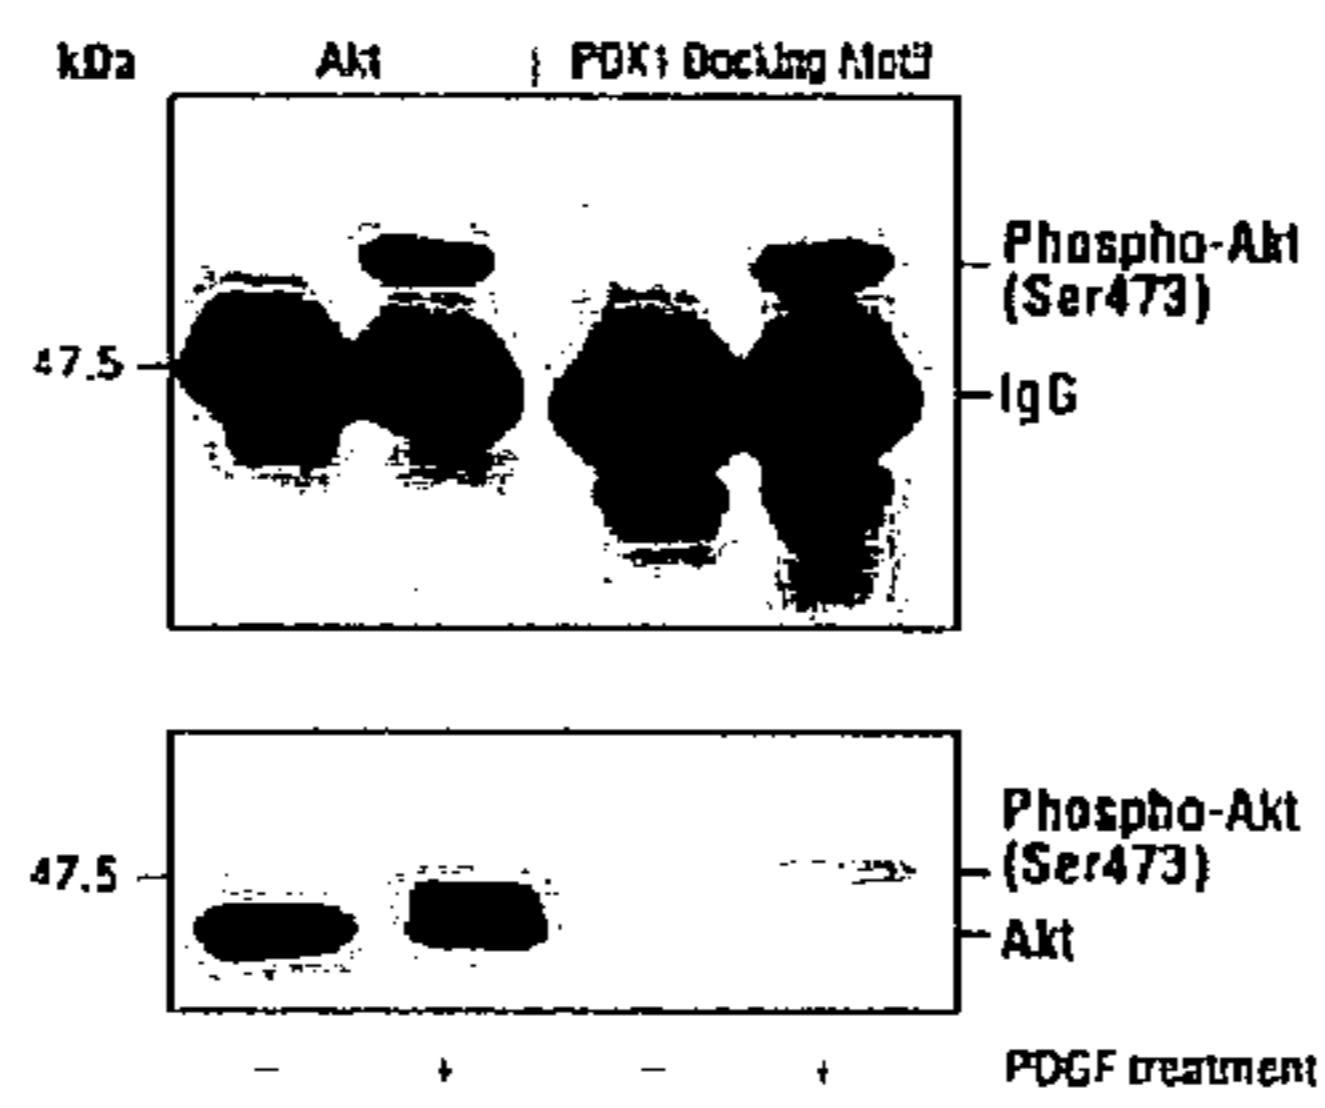 kDa Akt | PDK1 Docking Motif
Phospho-Akt
(Ser473)
47.5
IgG
Phospho-Akt
47.5
(Ser473)
Akt
– + – + PDGF treatment